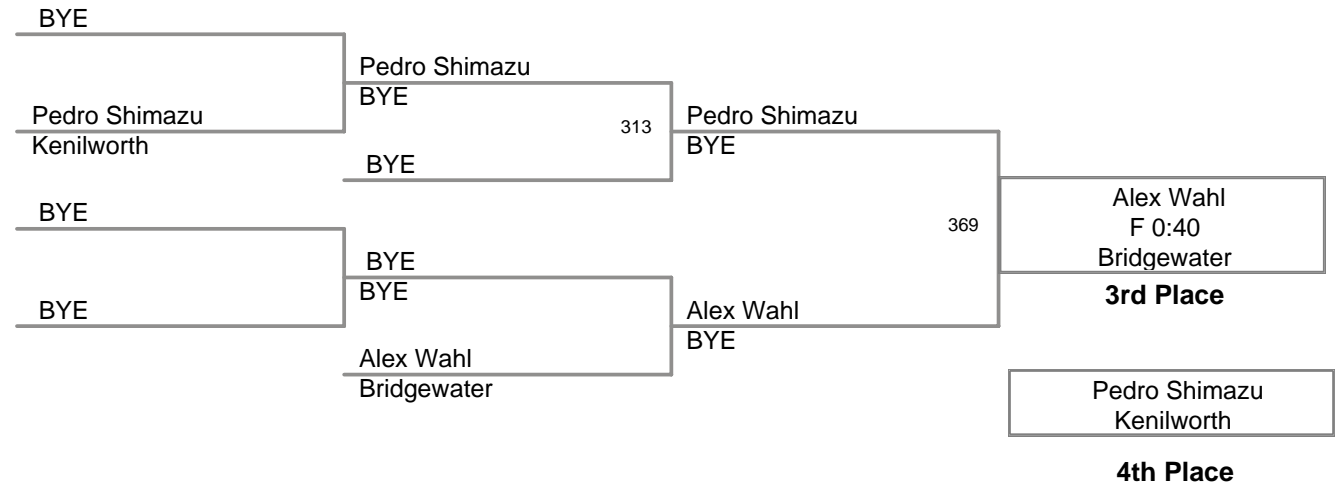 BYE
Pedro Shimazu
BYE
Pedro Shimazu
Kenilworth
313
Pedro Shimazu
BYE
BYE
Alex Wahl
F 0:40
Bridgewater
3rd Place
BYE
369
BYE
BYE
BYE
Alex Wahl
BYE
Alex Wahl
Bridgewater
Pedro Shimazu
Kenilworth
4th Place